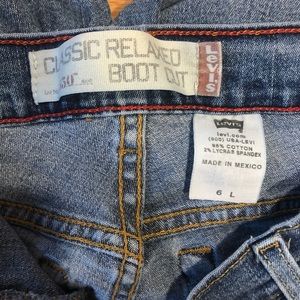 CLASSIC RELAXED
BOOT CUT
Levi's
LEVI'S
levi.com
(800) USA-LEVI
98% COTTON
2% LYCRA® SPANDEX
MADE IN MEXICO
6 L